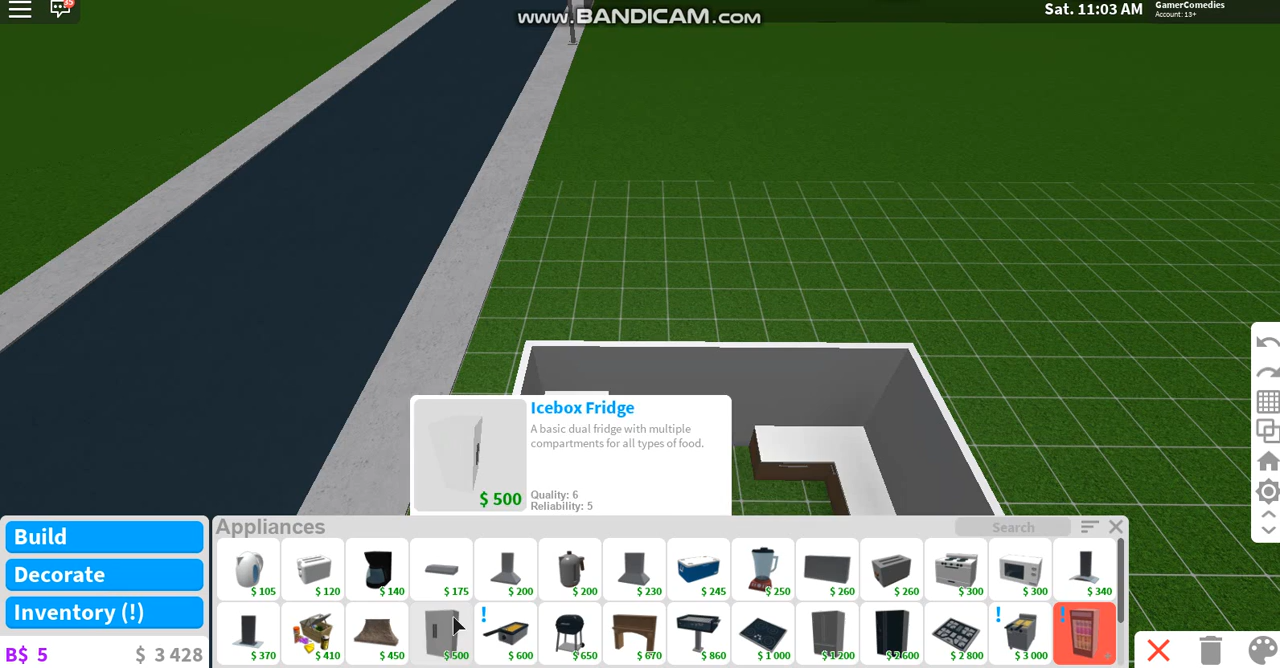 www.BANDICAM.com
Sat. 11:03 AM
GamerComedies
Account: 13+
Icebox Fridge
A basic dual fridge with multiple
compartments for all types of food.
$ 500
Quality: 6
Reliability: 5
Build
Decorate
Inventory (!)
B$ 5
$ 3 428
Appliances
Search
$ 105
$ 120
$ 140
$ 175
$ 200
$ 200
$ 230
$ 245
$ 250
$ 260
$ 260
$ 300
$ 300
$ 340
$ 370
$ 410
$ 450
$500
! $ 600
$ 650
$ 670
$ 860
$ 1 000
$ 1 200
$ 2 600
$ 2 800
! $ 3 000
!